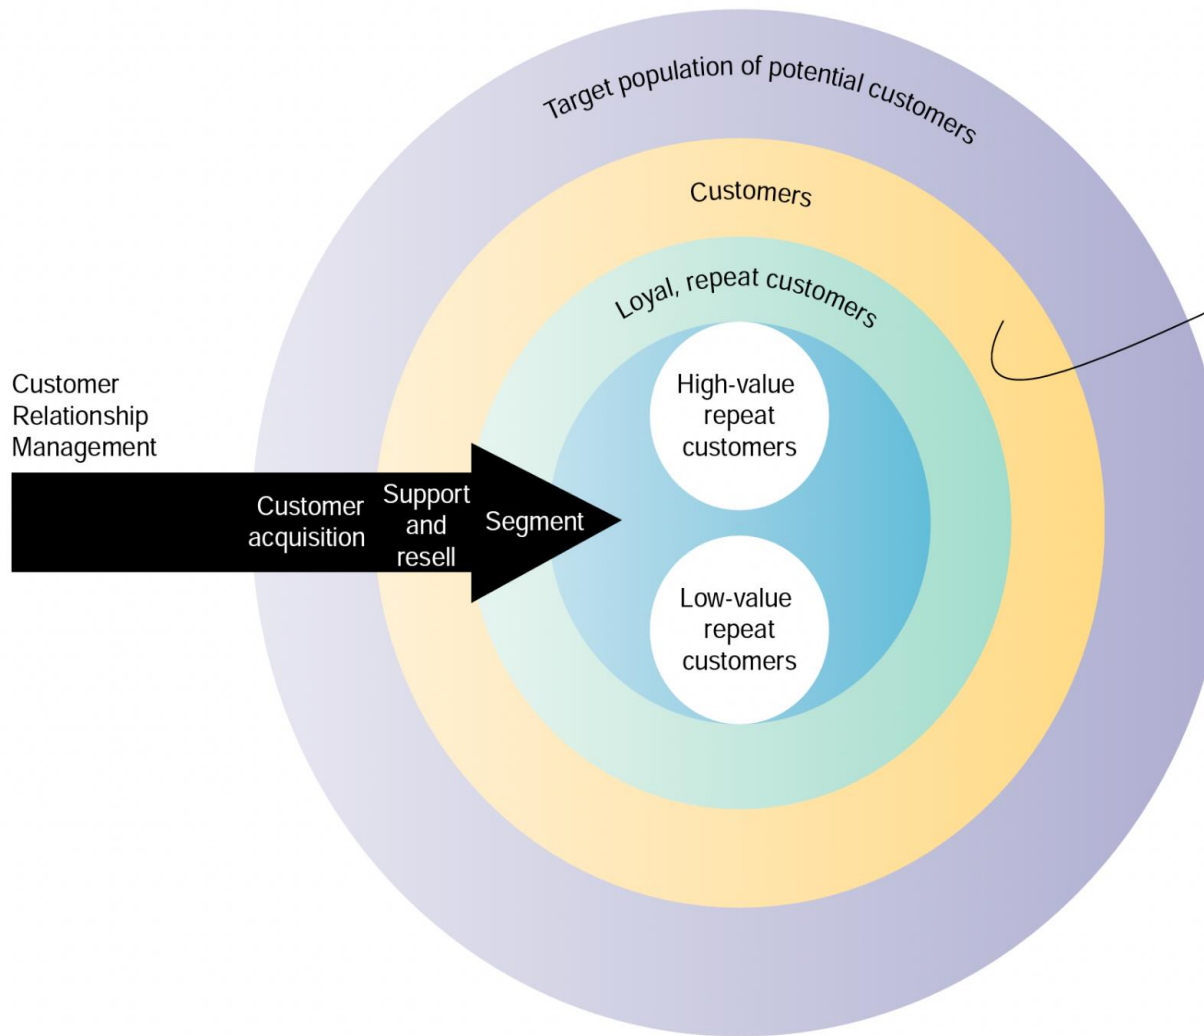 Target population of potential customers
Customers
Loyal, repeat customers
High-value
repeat
customers
Customer
Relationship
Management
Customer
acquisition
Support
and
resell
Segment
Low-value
repeat
customers